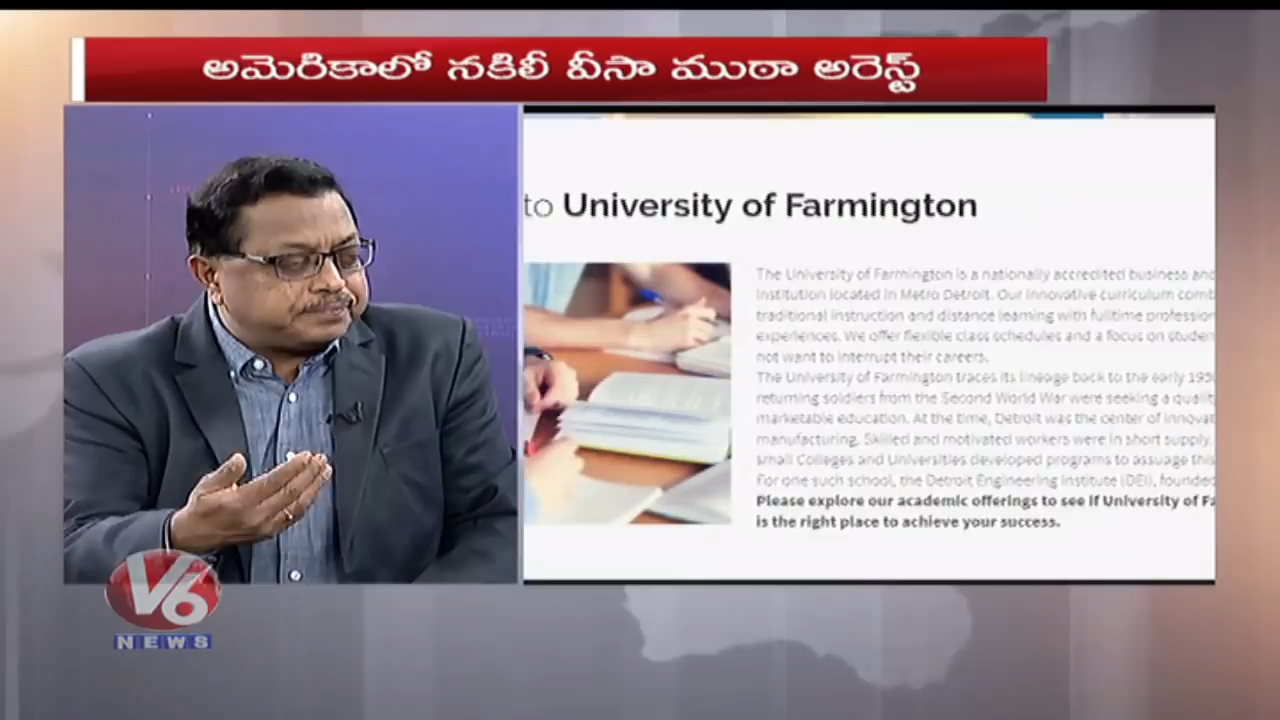 అమెరికాలో నకిలీ వీసా ముఠా అరెస్ట్
to University of Farmington
The University of Farmington is a nationally accredited business and
institution located in Metro Detroit. Our innovative curriculum comb
traditional instruction and distance learning with fulltime profession
experiences. We offer flexible class schedules and a focus on studen
not want to interrupt their careers.
The University of Farmington traces its lineage back to the early 195
returning soldiers from the Second World War were seeking a quality
marketable education. At the time, Detroit was the center of innovat
manufacturing. Skilled and motivated workers were in short supply.
small Colleges and Universities developed programs to assuage this
For one such school, the Detroit Engineering Institute (DEI), founded
Please explore our academic offerings to see if University of Fa
is the right place to achieve your success.
V6
NEWS